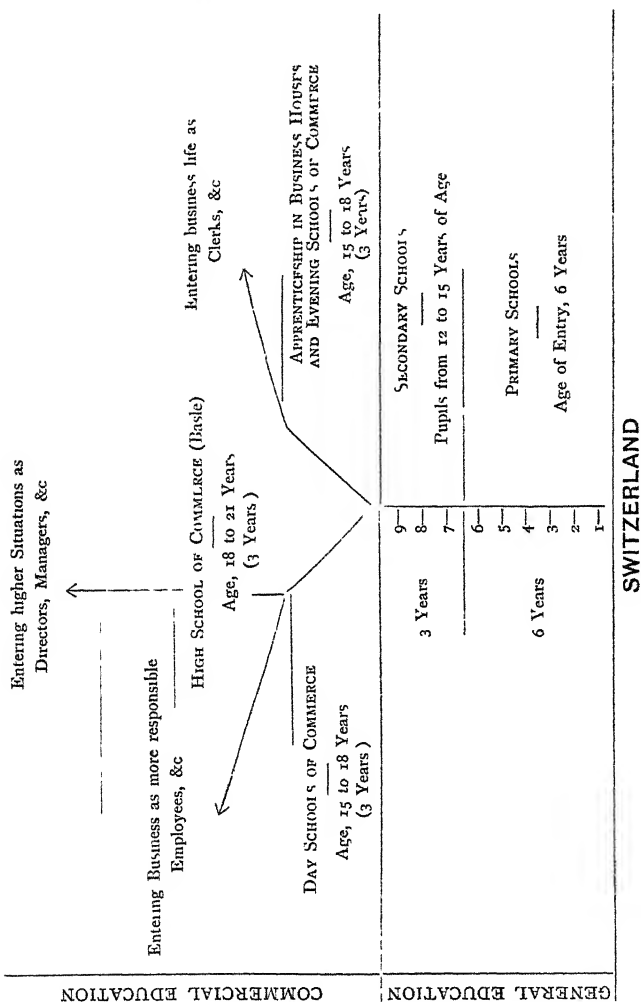 Entering higher Situations as
Directors, Managers, &c
Entering Business as more responsible
Employees, &c
HIGH SCHOOL OF COMMERCE (Basle)
Age, 18 to 21 Years
(3 Years)
Entering business life as
Clerks, &c
DAY SCHOOLS OF COMMERCE
Age, 15 to 18 Years
(3 Years)
APPRENTICESHIP IN BUSINESS HOUSES
AND EVENING SCHOOLS OF COMMERCE
Age, 15 to 18 Years
(3 Years)
COMMERCIAL EDUCATION
3 Years
9
8
7
SECONDARY SCHOOLS
Pupils from 12 to 15 Years of Age
6 Years
6
5
4
3
2
1
PRIMARY SCHOOLS
Age of Entry, 6 Years
GENERAL EDUCATION
SWITZERLAND